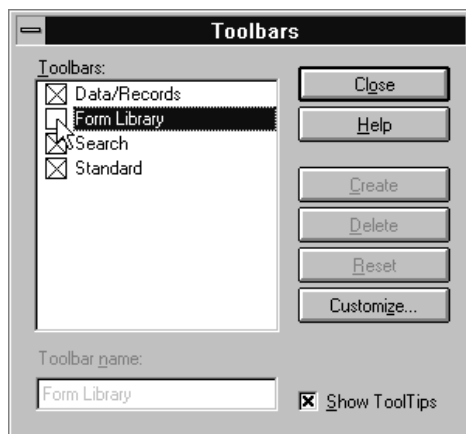 Toolbars
Toolbars:
Data/Records
Form Library
Search
Standard
Close
Help
Create
Delete
Reset
Customize...
Toolbar name:
Form Library
Show ToolTips